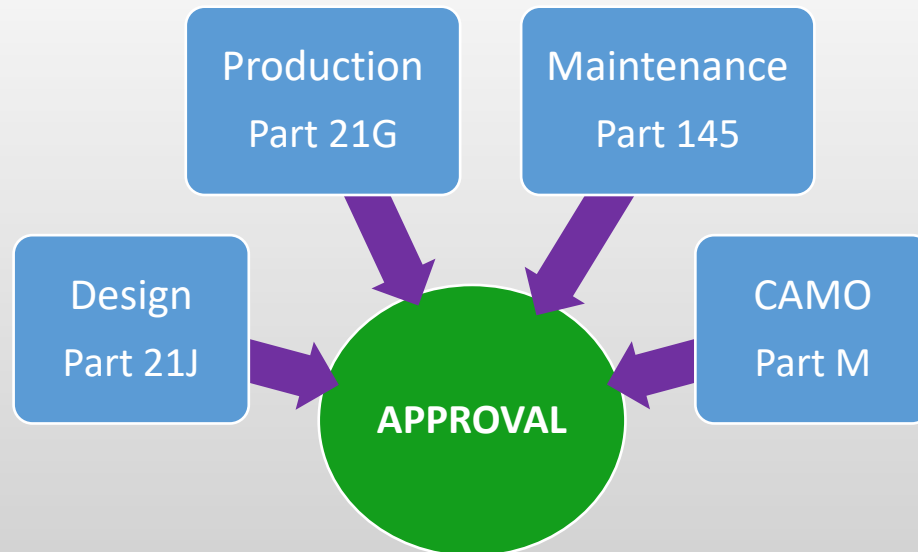 Production
Part 21G
Maintenance
Part 145
Design
Part 21J
CAMO
Part M
APPROVAL